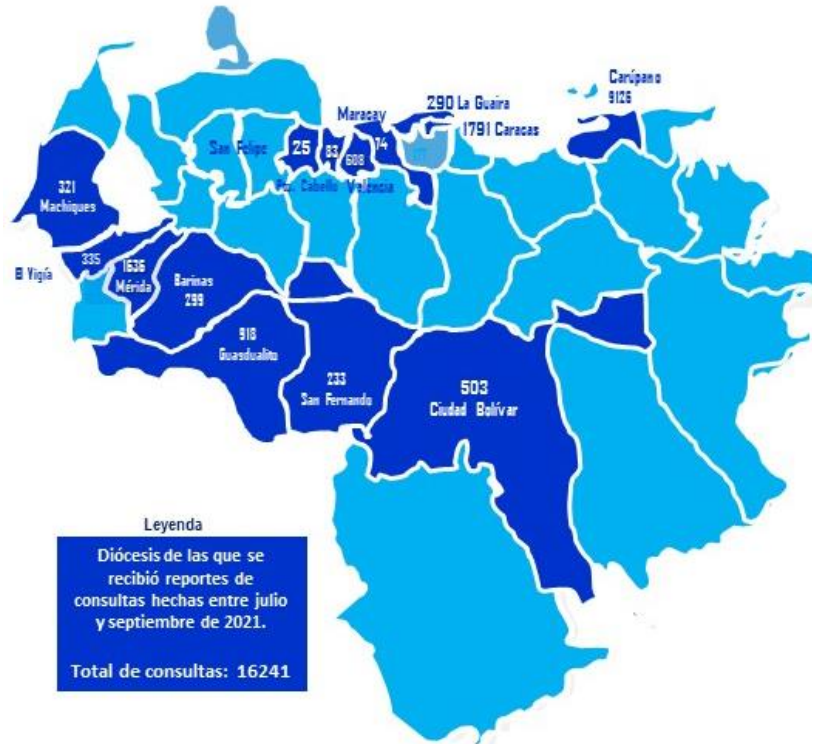 Carúpano
9126
290 La Guaira
Maracay
1791 Caracas
74
San Felipe
25
83
608
Pto. Cabello
Valencia
321
Machiques
335
El Vigía
1636
Mérida
Barinas
299
918
Guasdualito
233
San Fernando
503
Ciudad Bolívar
Leyenda
Diócesis de las que se
recibió reportes de
consultas hechas entre julio
y septiembre de 2021.
Total de consultas: 16241